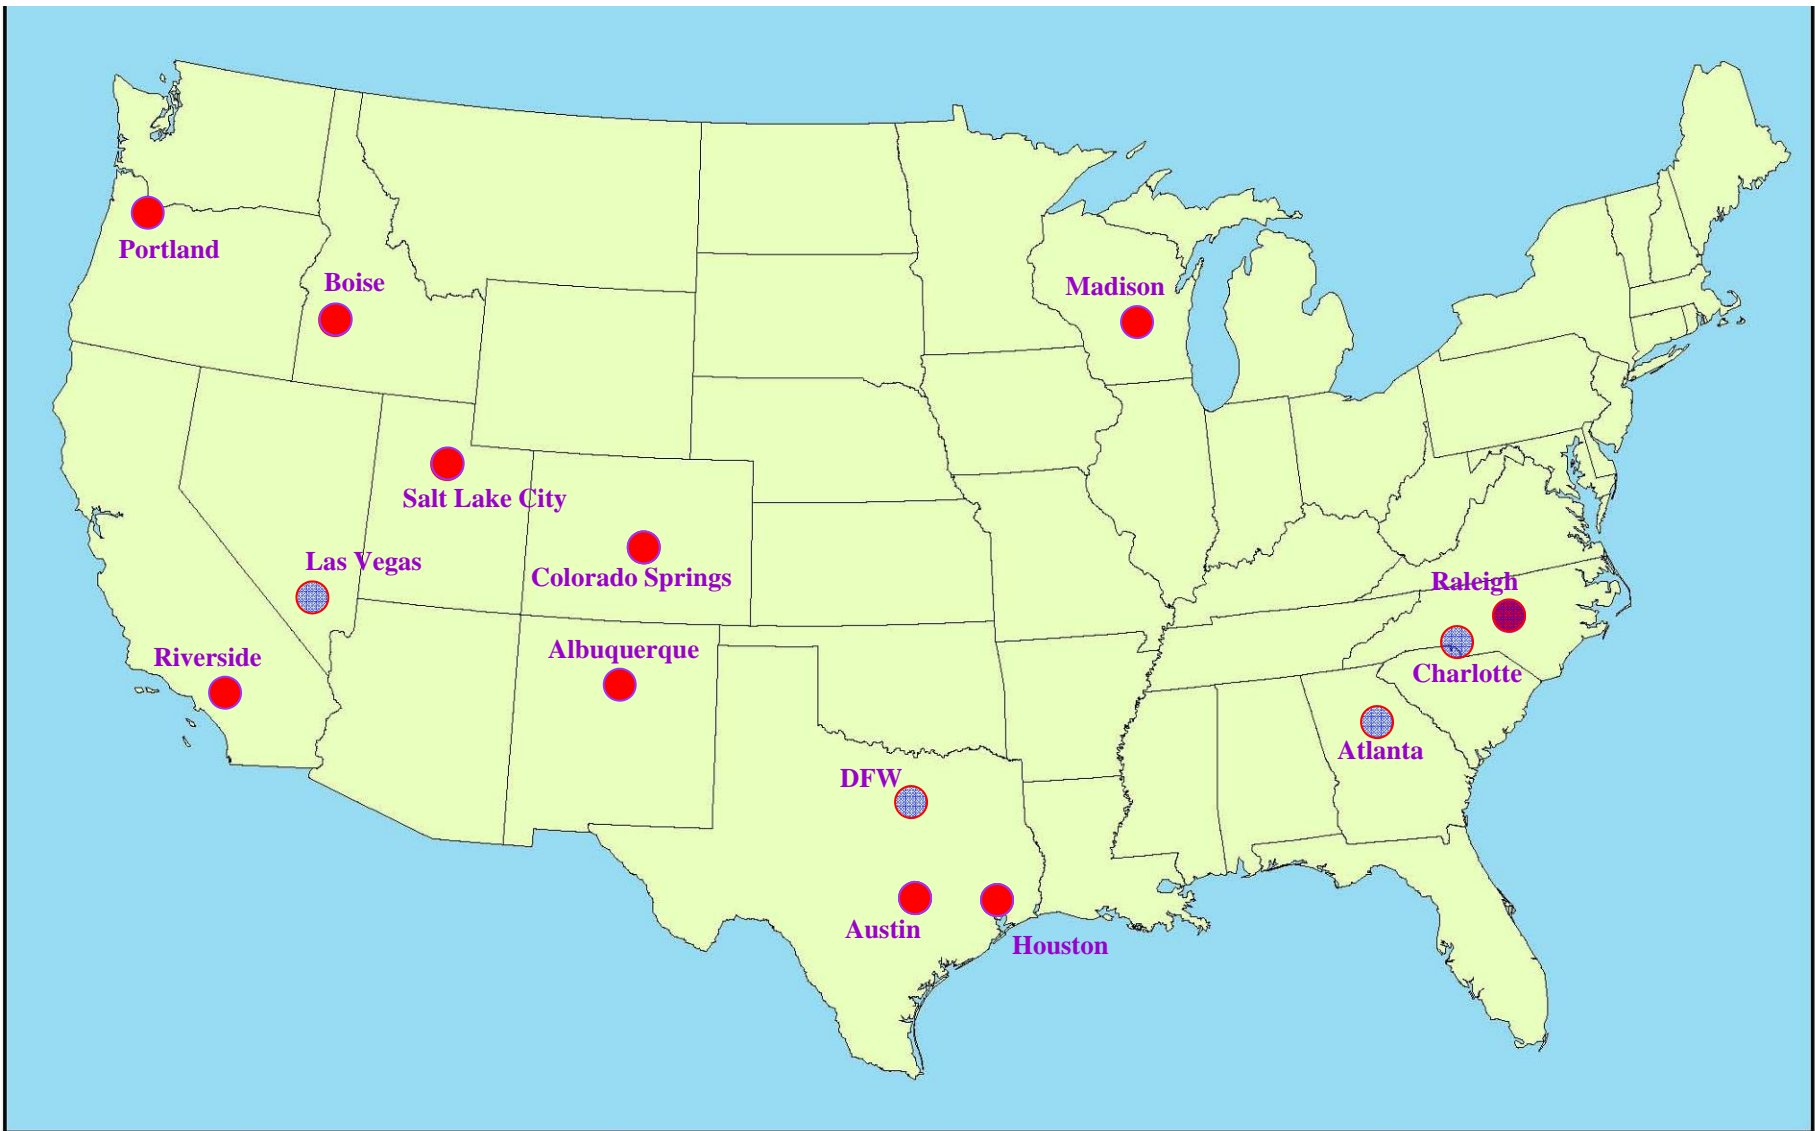 Portland
Boise
Madison
Salt Lake City
Las Vegas
Colorado Springs
Raleigh
Riverside
Albuquerque
Charlotte
Atlanta
DFW
Austin
Houston